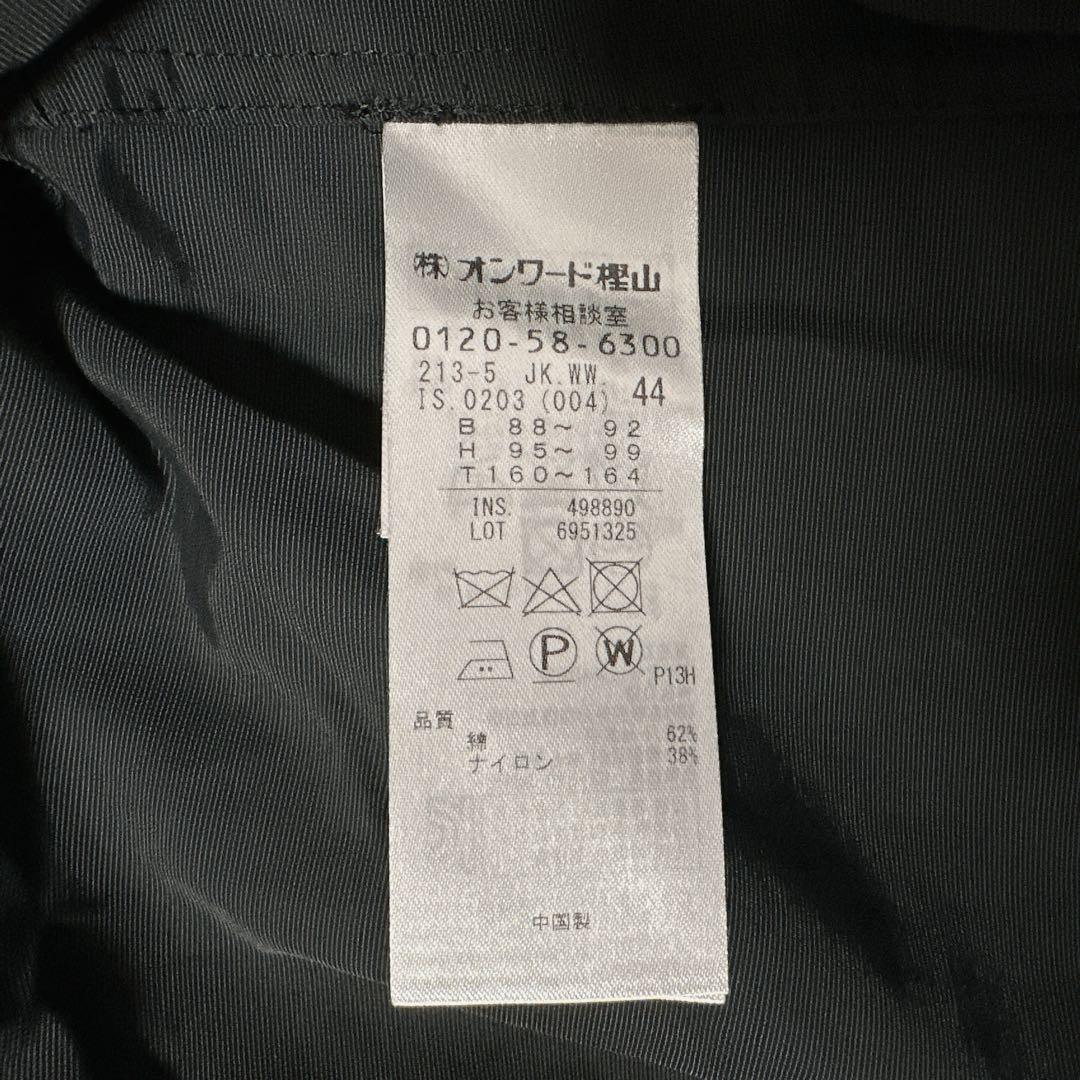 (株)オンワード樫山
お客様相談室
0120-58-6300
213-5 JK.WW. 44
IS.0203 (004)
B 88~ 92
H 95~ 99
T160~164
INS. 498890
LOT 6951325
P W P13H
品質
綿 62%
ナイロン 38%
中国製